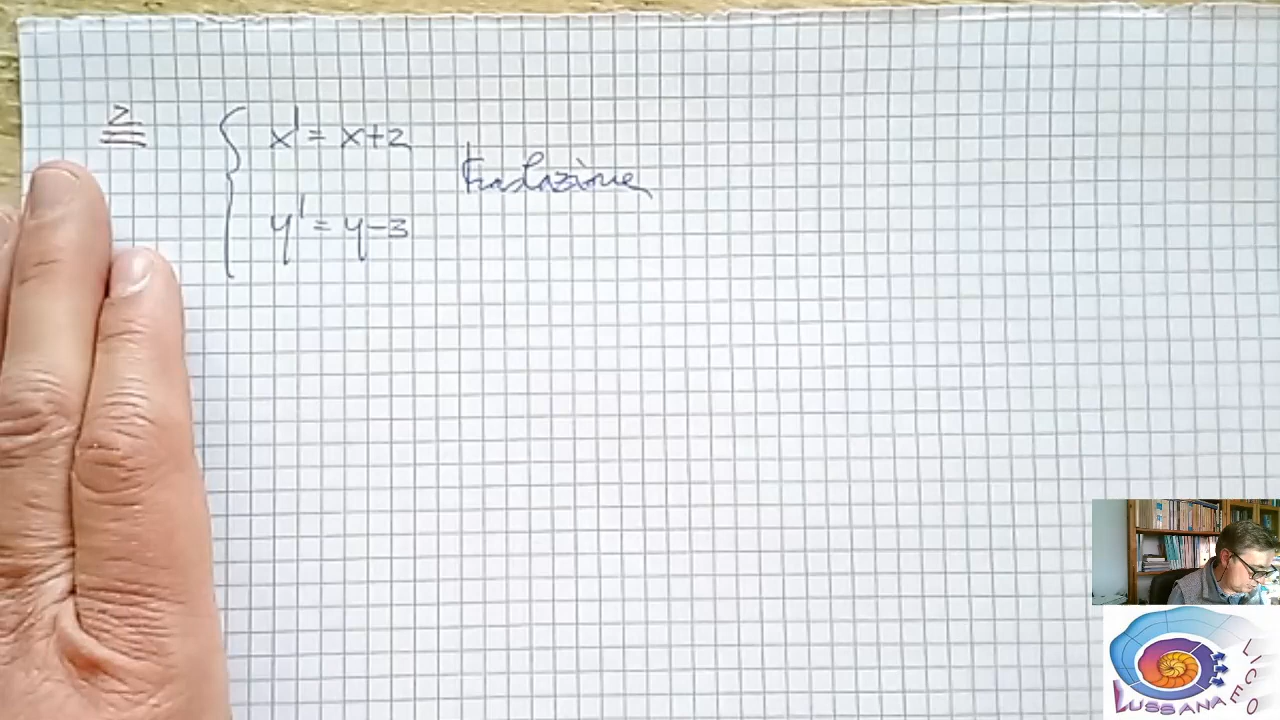 2
x' = x+2
traslazione
y' = y-3
LICEO
LUSSANA